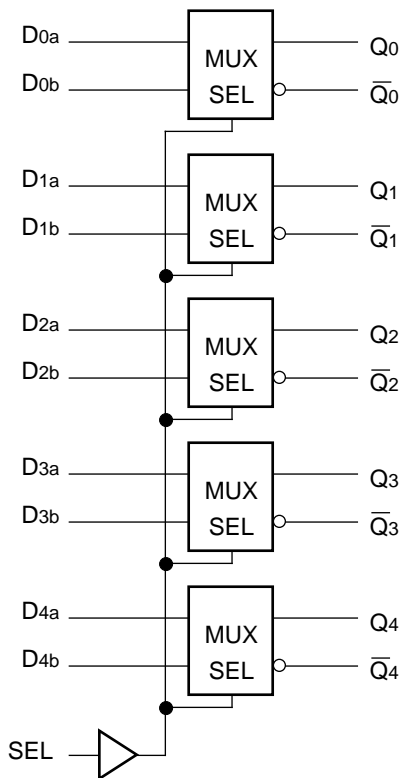 D0a MUX Q0
D0b SEL Q̅0
D1a MUX Q1
D1b SEL Q̅1
D2a MUX Q2
D2b SEL Q̅2
D3a MUX Q3
D3b SEL Q̅3
D4a MUX Q4
D4b SEL Q̅4
SEL